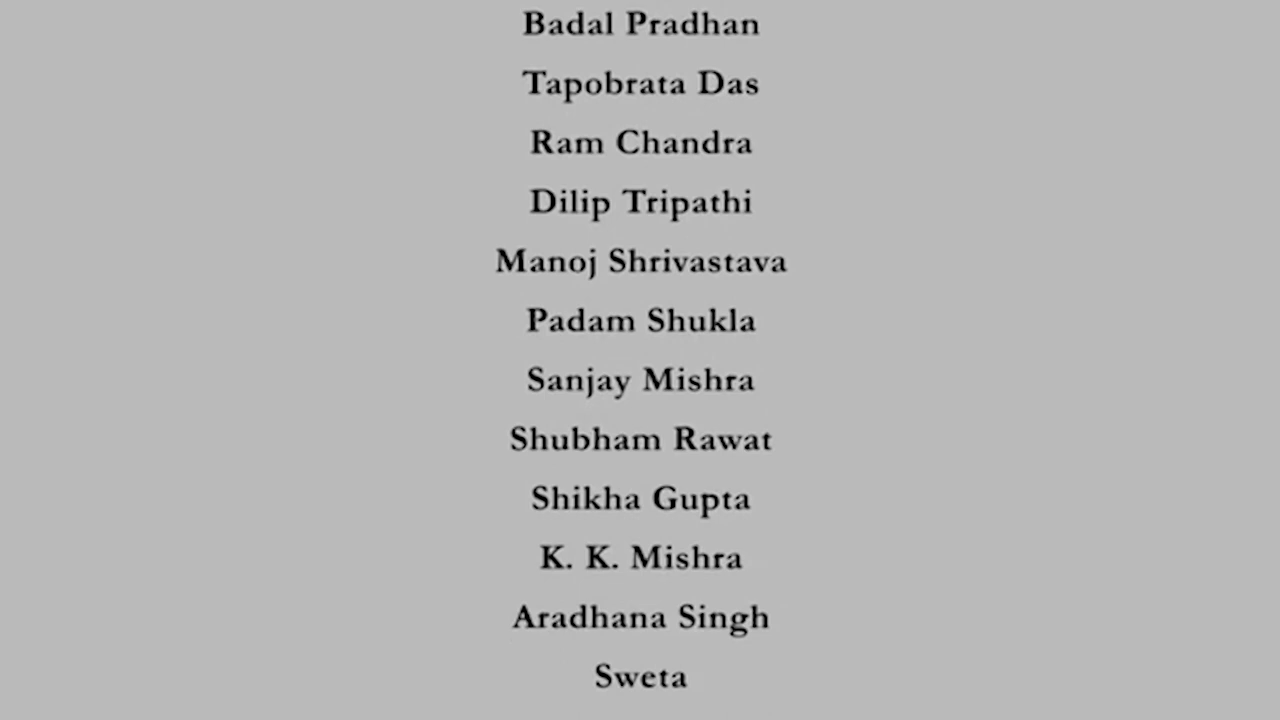 Badal Pradhan
Tapobrata Das
Ram Chandra
Dilip Tripathi
Manoj Shrivastava
Padam Shukla
Sanjay Mishra
Shubham Rawat
Shikha Gupta
K. K. Mishra
Aradhana Singh
Sweta